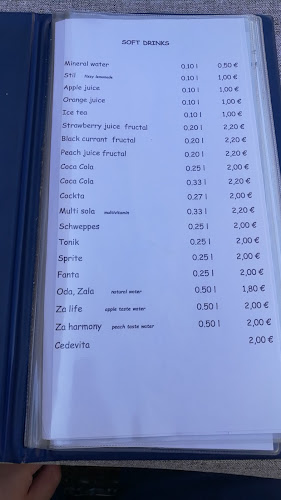 SOFT DRINKS
Mineral water 0.10 l 0,50 €
Stil fizzy lemonade 0.10 l 1,00 €
Apple juice 0.10 l 1,00 €
Orange juice 0.10 l 1,00 €
Ice tea 0.10 l 1,00 €
Strawberry juice fructal 0.20 l 2,20 €
Black currant fructal 0.20 l 2,20 €
Peach juice fructal 0.20 l 2,20 €
Coca Cola 0.25 l 2,00 €
Coca Cola 0.33 l 2,20 €
Cockta 0.27 l 2,00 €
Multi sola multivitamin 0.33 l 2,20 €
Schweppes 0.25 l 2,00 €
Tonik 0.25 l 2,00 €
Sprite 0.25 l 2,00 €
Fanta 0.25 l 2,00 €
Oda, Zala natural water 0.50 l 1,80 €
Za life apple taste water 0.50 l 2,00 €
Za harmony peach taste water 0.50 l 2,00 €
Cedevita 2,00 €